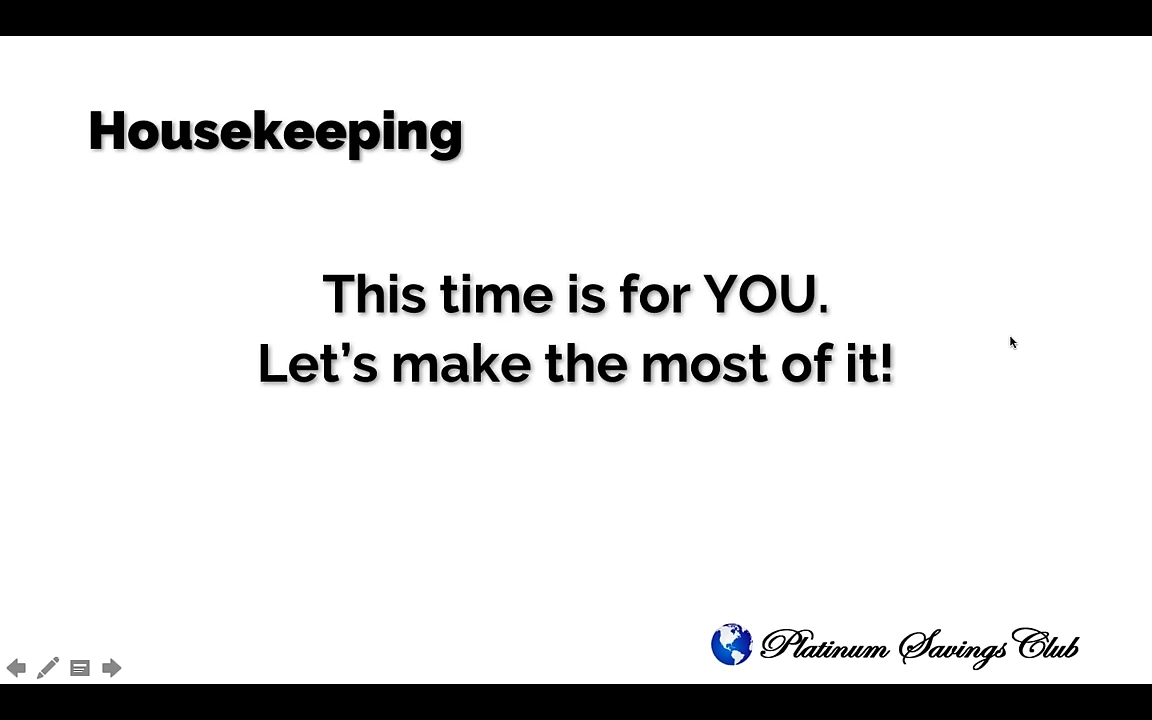 Housekeeping
This time is for YOU.
Let’s make the most of it!
Platinum Savings Club